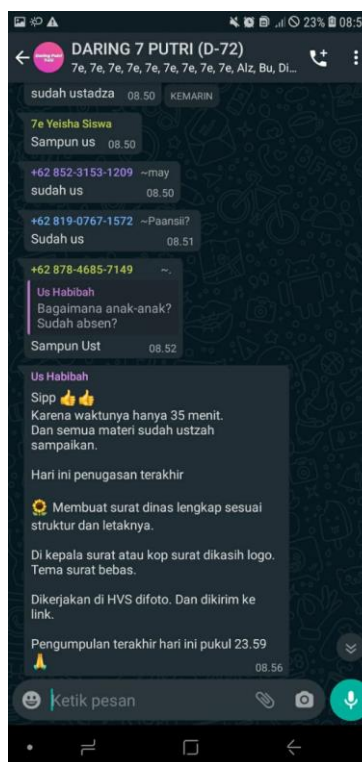 23% 08:5
DARING 7 PUTRI (D-72)
7e, 7e, 7e, 7e, 7e, 7e, 7e, 7e, Alz, Bu, Di...
sudah ustadza 08.50
KEMARIN
7e Yeisha Siswa
Sampun us 08.50
+62 852-3153-1209 ~may
sudah us 08.50
+62 819-0767-1572 ~Paansii?
Sudah us 08.51
+62 878-4685-7149 ~.
Us Habibah
Bagaimana anak-anak?
Sudah absen?
Sampun Ust 08.52
Us Habibah
Sipp 👍👍
Karena waktunya hanya 35 menit.
Dan semua materi sudah ustzah
sampaikan.
Hari ini penugasan terakhir
🌻 Membuat surat dinas lengkap sesuai
struktur dan letaknya.
Di kepala surat atau kop surat dikasih logo.
Tema surat bebas.
Dikerjakan di HVS difoto. Dan dikirim ke
link.
Pengumpulan terakhir hari ini pukul 23.59
🙏 08.56
Ketik pesan